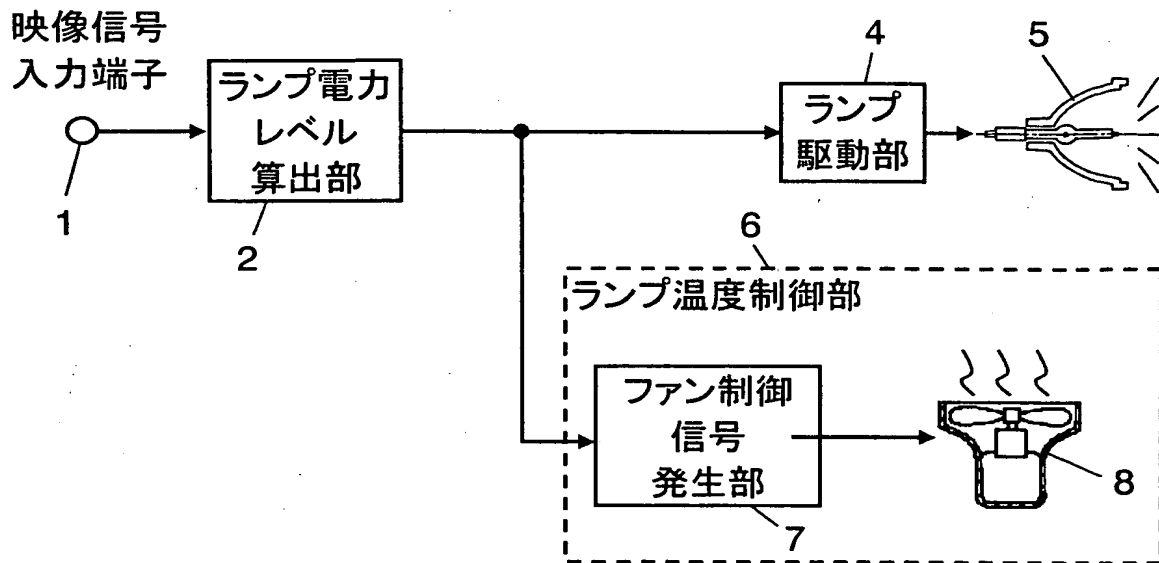 映像信号
入力端子
1
ランプ電力
レベル
算出部
2
4
ランプ
駆動部
5
6
ランプ温度制御部
ファン制御
信号
発生部
7
8